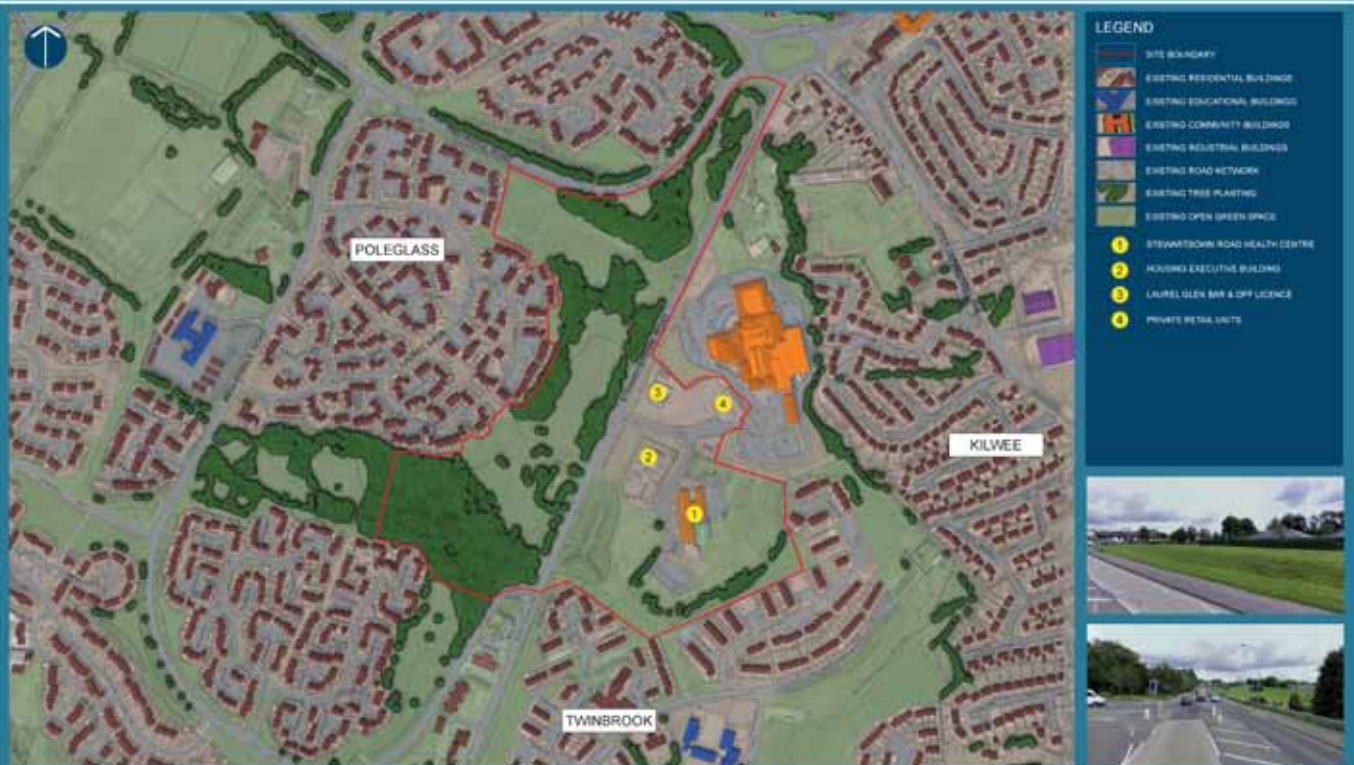 POLEGLASS
KILWEE
TWINBROOK
3
4
2
1
LEGEND
SITE BOUNDARY
EXISTING RESIDENTIAL BUILDINGS
EXISTING EDUCATIONAL BUILDINGS
EXISTING COMMUNITY BUILDINGS
EXISTING INDUSTRIAL BUILDINGS
EXISTING ROAD NETWORK
EXISTING TREE PLANTING
EXISTING OPEN GREEN SPACE
1 STEWARTSTOWN ROAD HEALTH CENTRE
2 HOUSING EXECUTIVE BUILDING
3 LAUREL GLEN BAR & OFF LICENCE
4 PRIVATE RETAIL UNITS